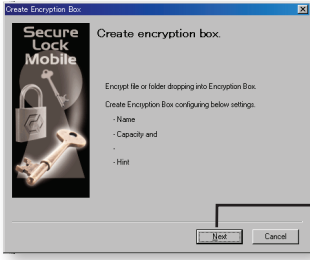 Create Encryption Box
Secure
Lock
Mobile
Create encryption box.
Encrypt file or folder dropping into Encryption Box.
Create Encryption Box configuring below settings.
- Name
- Capacity and
-
- Hint
Next
Cancel